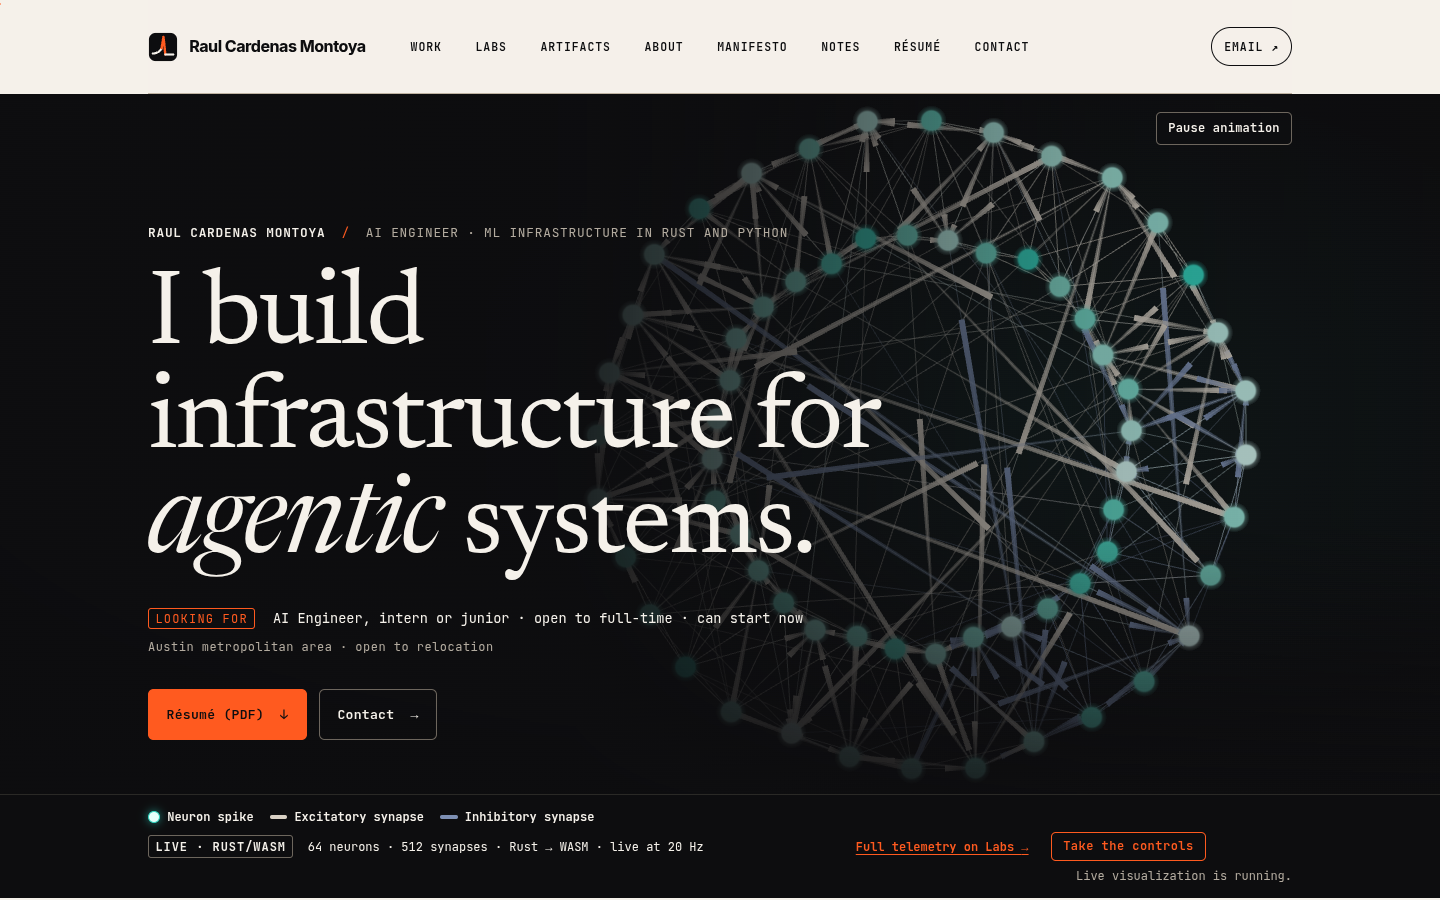 Raul Cardenas Montoya
WORK
LABS
ARTIFACTS
ABOUT
MANIFESTO
NOTES
RÉSUMÉ
CONTACT
EMAIL ↗
Pause animation
RAUL CARDENAS MONTOYA / AI ENGINEER · ML INFRASTRUCTURE IN RUST AND PYTHON
I build
infrastructure for
agentic systems.
LOOKING FOR AI Engineer, intern or junior · open to full-time · can start now
Austin metropolitan area · open to relocation
Résumé (PDF) ↓
Contact →
Neuron spike
Excitatory synapse
Inhibitory synapse
LIVE · RUST/WASM 64 neurons · 512 synapses · Rust → WASM · live at 20 Hz
Full telemetry on Labs →
Take the controls
Live visualization is running.